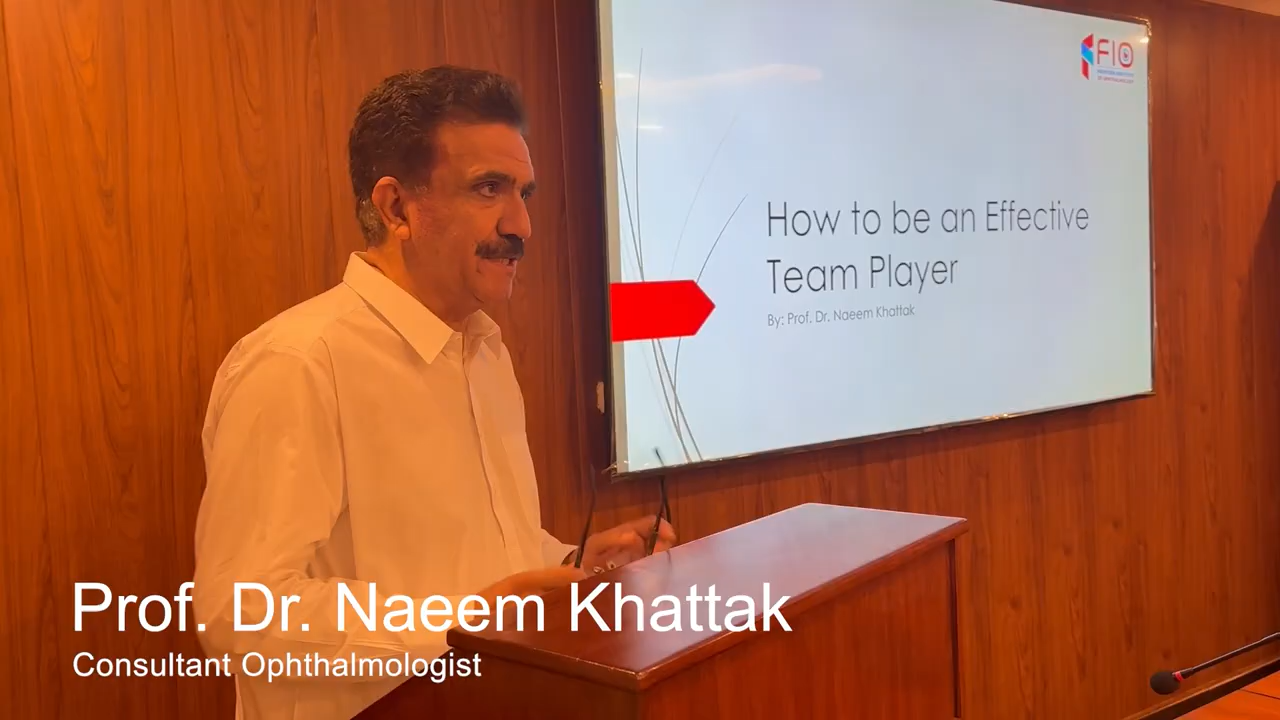 FIO
How to be an Effective
Team Player
By: Prof. Dr. Naeem Khattak
Prof. Dr. Naeem Khattak
Consultant Ophthalmologist